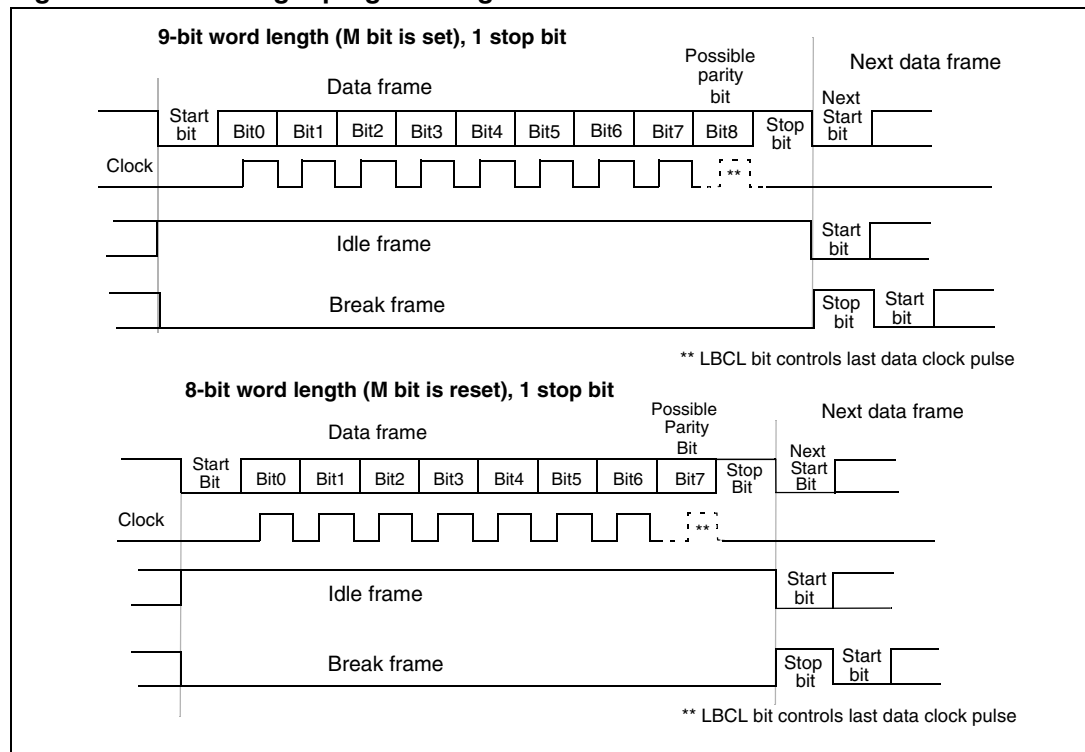 9-bit word length (M bit is set), 1 stop bit
Possible
parity
bit
Next data frame
Data frame
Start
bit
Bit0 Bit1 Bit2 Bit3 Bit4 Bit5 Bit6 Bit7 Bit8
Stop
bit
Next
Start
bit
Clock
**
Idle frame
Start
bit
Break frame
Stop
bit
Start
bit
** LBCL bit controls last data clock pulse
8-bit word length (M bit is reset), 1 stop bit
Possible
Parity
Bit
Next data frame
Data frame
Start
Bit
Bit0 Bit1 Bit2 Bit3 Bit4 Bit5 Bit6 Bit7
Stop
Bit
Next
Start
Bit
Clock
**
Idle frame
Start
bit
Break frame
Stop
bit
Start
bit
** LBCL bit controls last data clock pulse